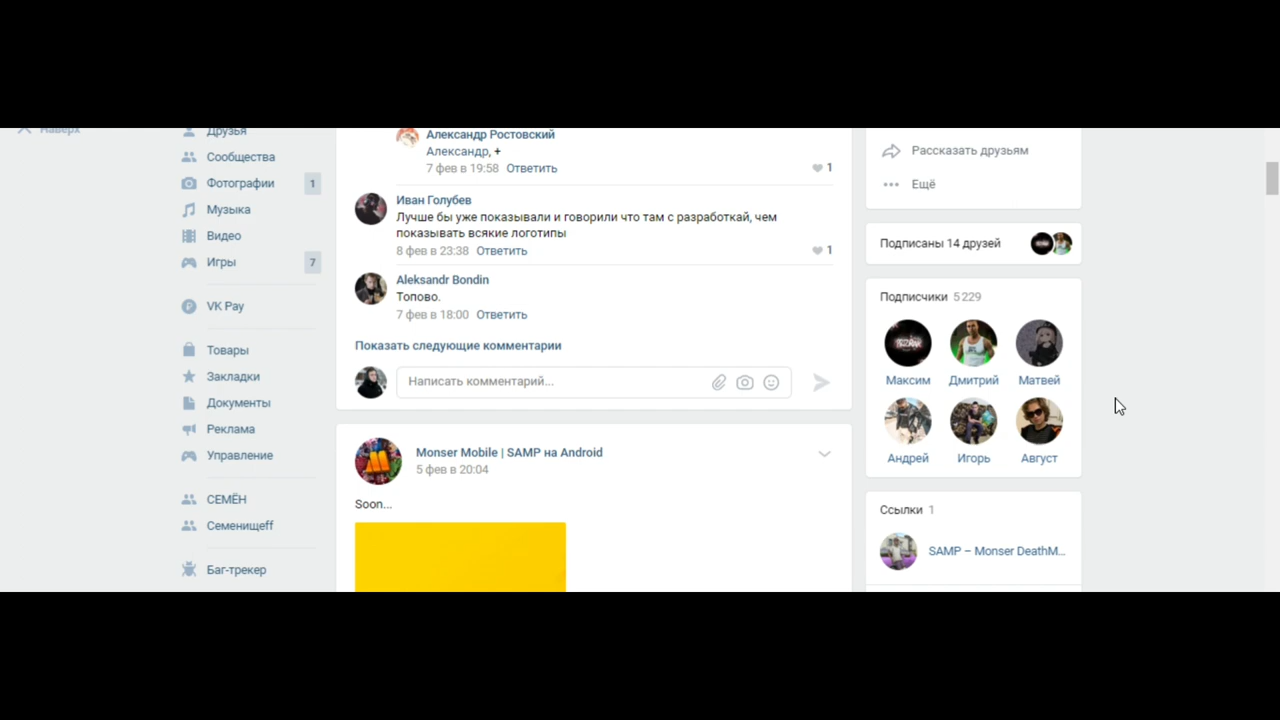 Наверх
Друзья
Сообщества
Фотографии 1
Музыка
Видео
Игры 7
VK Pay
Товары
Закладки
Документы
Реклама
Управление
СЕМЁН
Семенищеff
Баг-трекер
Александр Ростовский
Александр, +
7 фев в 19:58 Ответить 1
Иван Голубев
Лучше бы уже показывали и говорили что там с разработкай, чем
показывать всякие логотипы
8 фев в 23:38 Ответить 1
Aleksandr Bondin
Топово.
7 фев в 18:00 Ответить
Показать следующие комментарии
Написать комментарий...
Monser Mobile | SAMP на Android
5 фев в 20:04
Soon...
Рассказать друзьям
Ещё
Подписаны 14 друзей
Подписчики 5 229
Максим Дмитрий Матвей
Андрей Игорь Август
Ссылки 1
SAMP – Monser DeathM...